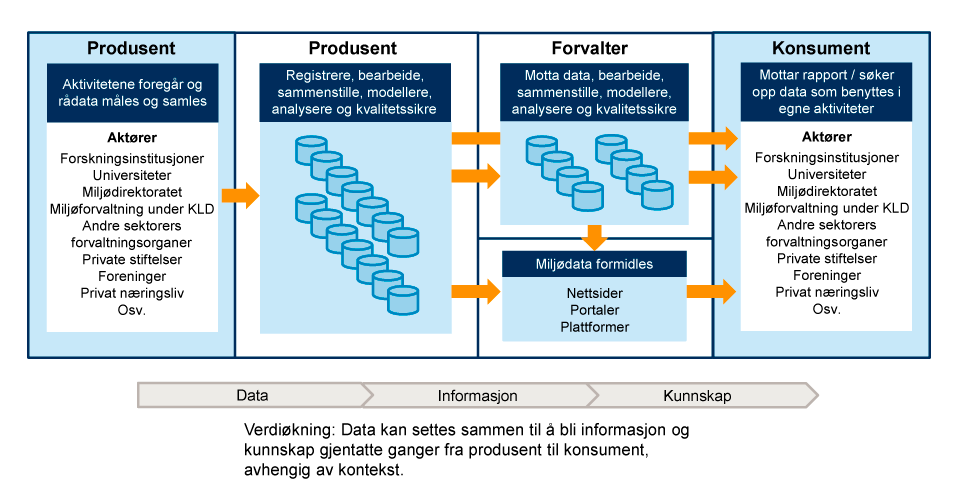 Produsent
Aktivitetene foregår og
rådata måles og samles
Aktører
Forskningsinstitusjoner
Universiteter
Miljødirektoratet
Miljøforvaltning under KLD
Andre sektorers
forvaltningsorganer
Private stiftelser
Foreninger
Privat næringsliv
Osv.
Produsent
Registrere, bearbeide,
sammenstille, modellere,
analysere og kvalitetssikre
Forvalter
Motta data, bearbeide,
sammenstille, modellere,
analysere og kvalitetssikre
Miljødata formidles
Nettsider
Portaler
Plattformer
Konsument
Mottar rapport / søker
opp data som benyttes i
egne aktiviteter
Aktører
Forskningsinstitusjoner
Universiteter
Miljødirektoratet
Miljøforvaltning under KLD
Andre sektorers
forvaltningsorganer
Private stiftelser
Foreninger
Privat næringsliv
Osv.
Data
Informasjon
Kunnskap
Verdiøkning: Data kan settes sammen til å bli informasjon og
kunnskap gjentatte ganger fra produsent til konsument,
avhengig av kontekst.